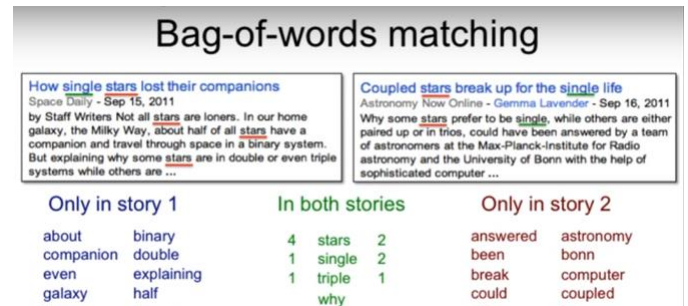 Bag-of-words matching
How single stars lost their companions
Space Daily - Sep 15, 2011
by Staff Writers Not all stars are loners. In our home
galaxy, the Milky Way, about half of all stars have a
companion and travel through space in a binary system.
But explaining why some stars are in double or even triple
systems while others are ...
Coupled stars break up for the single life
Astronomy Now Online - Gemma Lavender - Sep 16, 2011
Why some stars prefer to be single, while others are either
paired up or in trios, could have been answered by a team
of astronomers at the Max-Planck-Institute for Radio
astronomy and the University of Bonn with the help of
sophisticated computer ...
Only in story 1
about binary
companion double
even explaining
galaxy half
In both stories
4 stars 2
1 single 2
1 triple 1
why
Only in story 2
answered astronomy
been bonn
break computer
could coupled